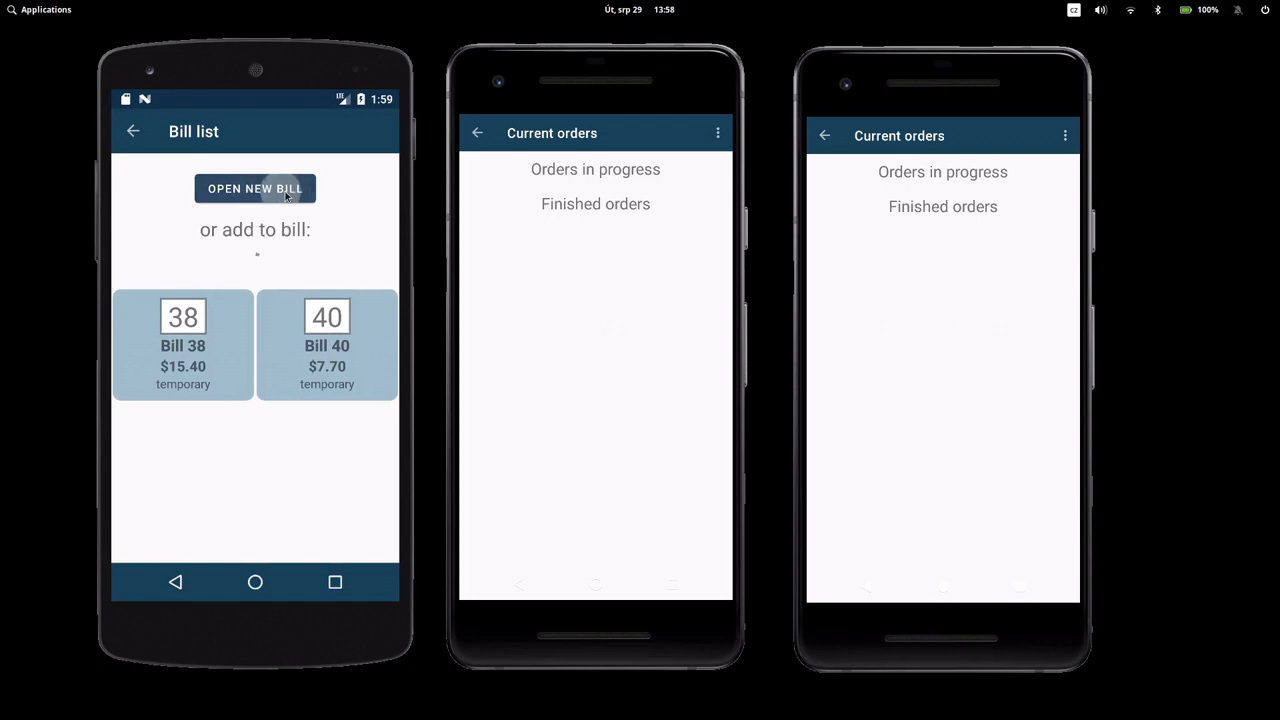 Applications
Út, srp 29 13:58
cz
100%
LTE
1:59
Bill list
OPEN NEW BILL
or add to bill:
38
Bill 38
$15.40
temporary
40
Bill 40
$7.70
temporary
Current orders
Orders in progress
Finished orders
Current orders
Orders in progress
Finished orders